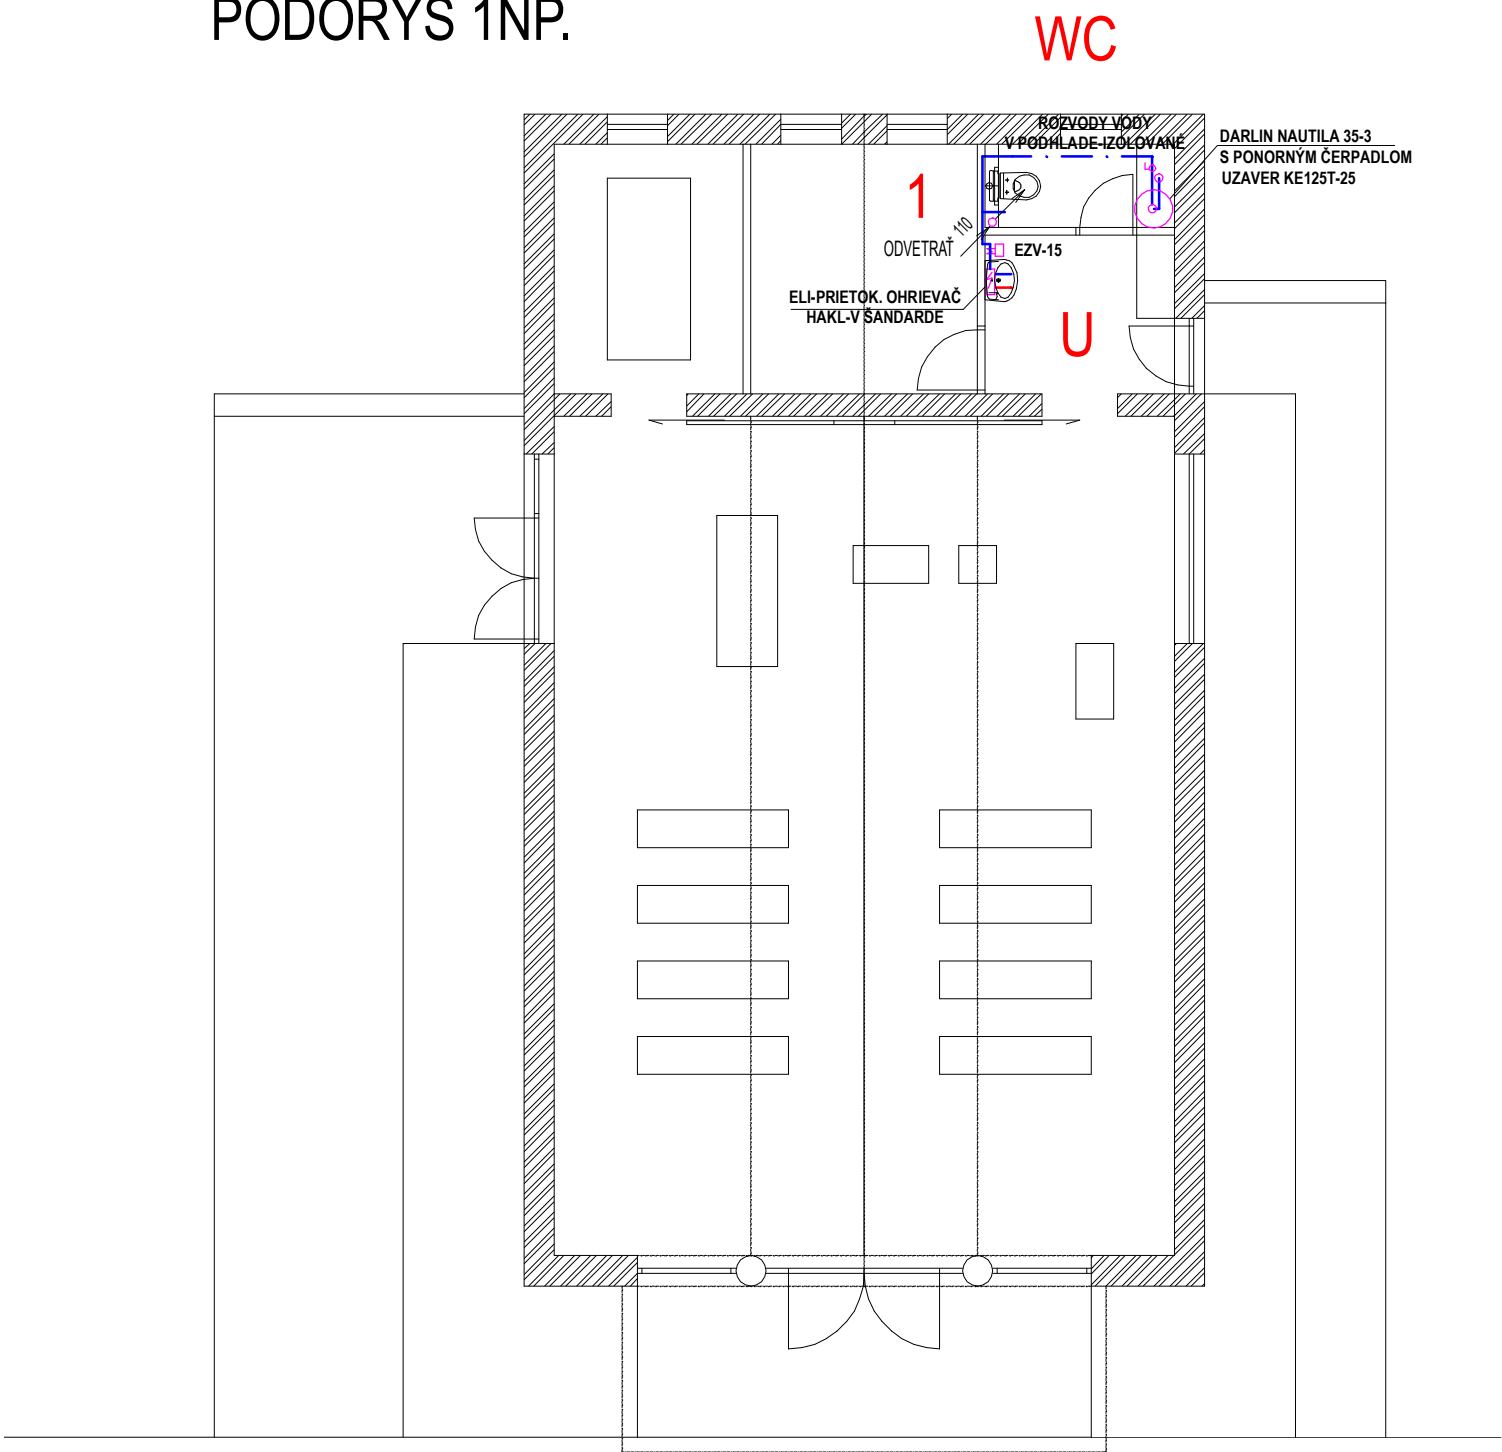 PODORYS 1NP.
WC
ROZVODY VODY
V PODHLADE-IZOLOVANÉ
DARLIN NAUTILA 35-3
S PONORNÝM ČERPADLOM
UZAVER KE125T-25
1
110
ODVETRAŤ
EZV-15
ELI-PRIETOK. OHRIEVAČ
HAKL-V ŠANDARDE
U